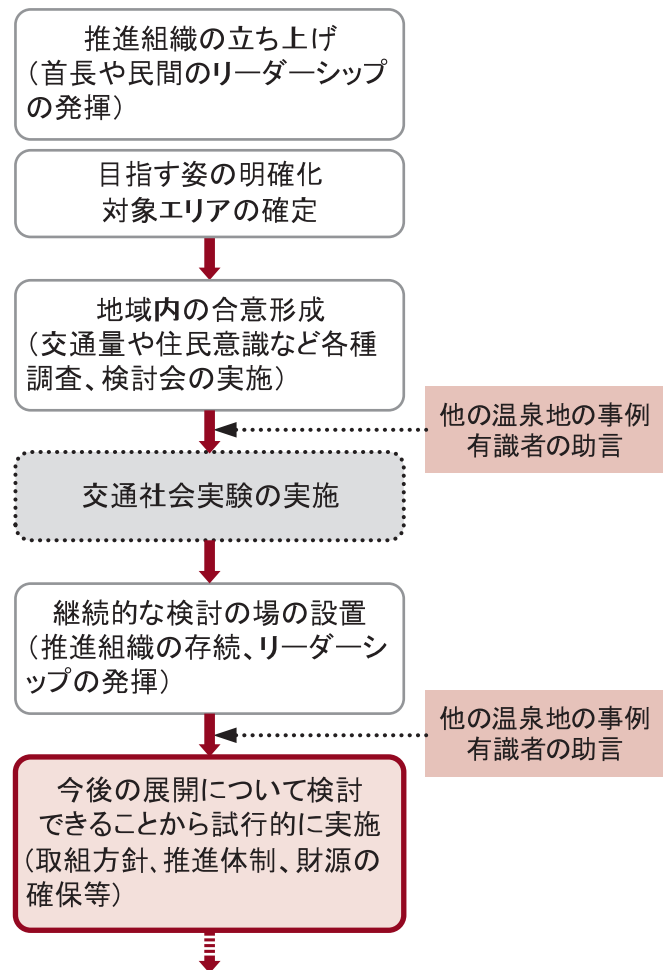 推進組織の立ち上げ
（首長や民間のリーダーシップ
の発揮）
目指す姿の明確化
対象エリアの確定
地域内の合意形成
（交通量や住民意識など各種
調査、検討会の実施）
他の温泉地の事例
有識者の助言
交通社会実験の実施
継続的な検討の場の設置
（推進組織の存続、リーダーシ
ップの発揮）
他の温泉地の事例
有識者の助言
今後の展開について検討
できることから試行的に実施
（取組方針、推進体制、財源の
確保等）